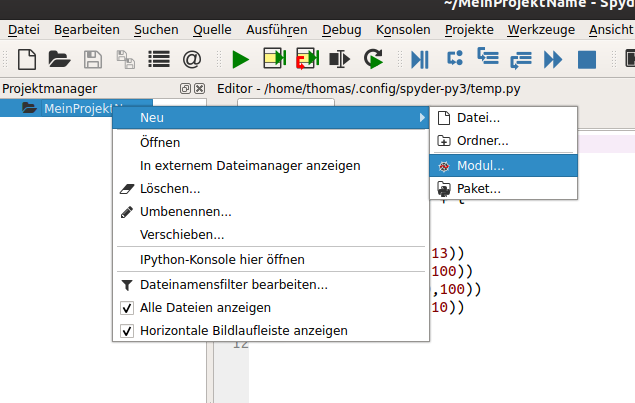 ~/MeinProjektName - Spyder
Datei Bearbeiten Suchen Quelle Ausführen Debug Konsolen Projekte Werkzeuge Ansicht
Projektmanager
Editor - /home/thomas/.config/spyder-py3/temp.py
MeinProjektN
Neu
Datei...
Ordner...
Modul...
Paket...
Öffnen
In externem Dateimanager anzeigen
Löschen...
Umbenennen...
Verschieben...
IPython-Konsole hier öffnen
Dateinamensfilter bearbeiten...
Alle Dateien anzeigen
Horizontale Bildlaufleiste anzeigen
13))
100))
,100))
10))
12